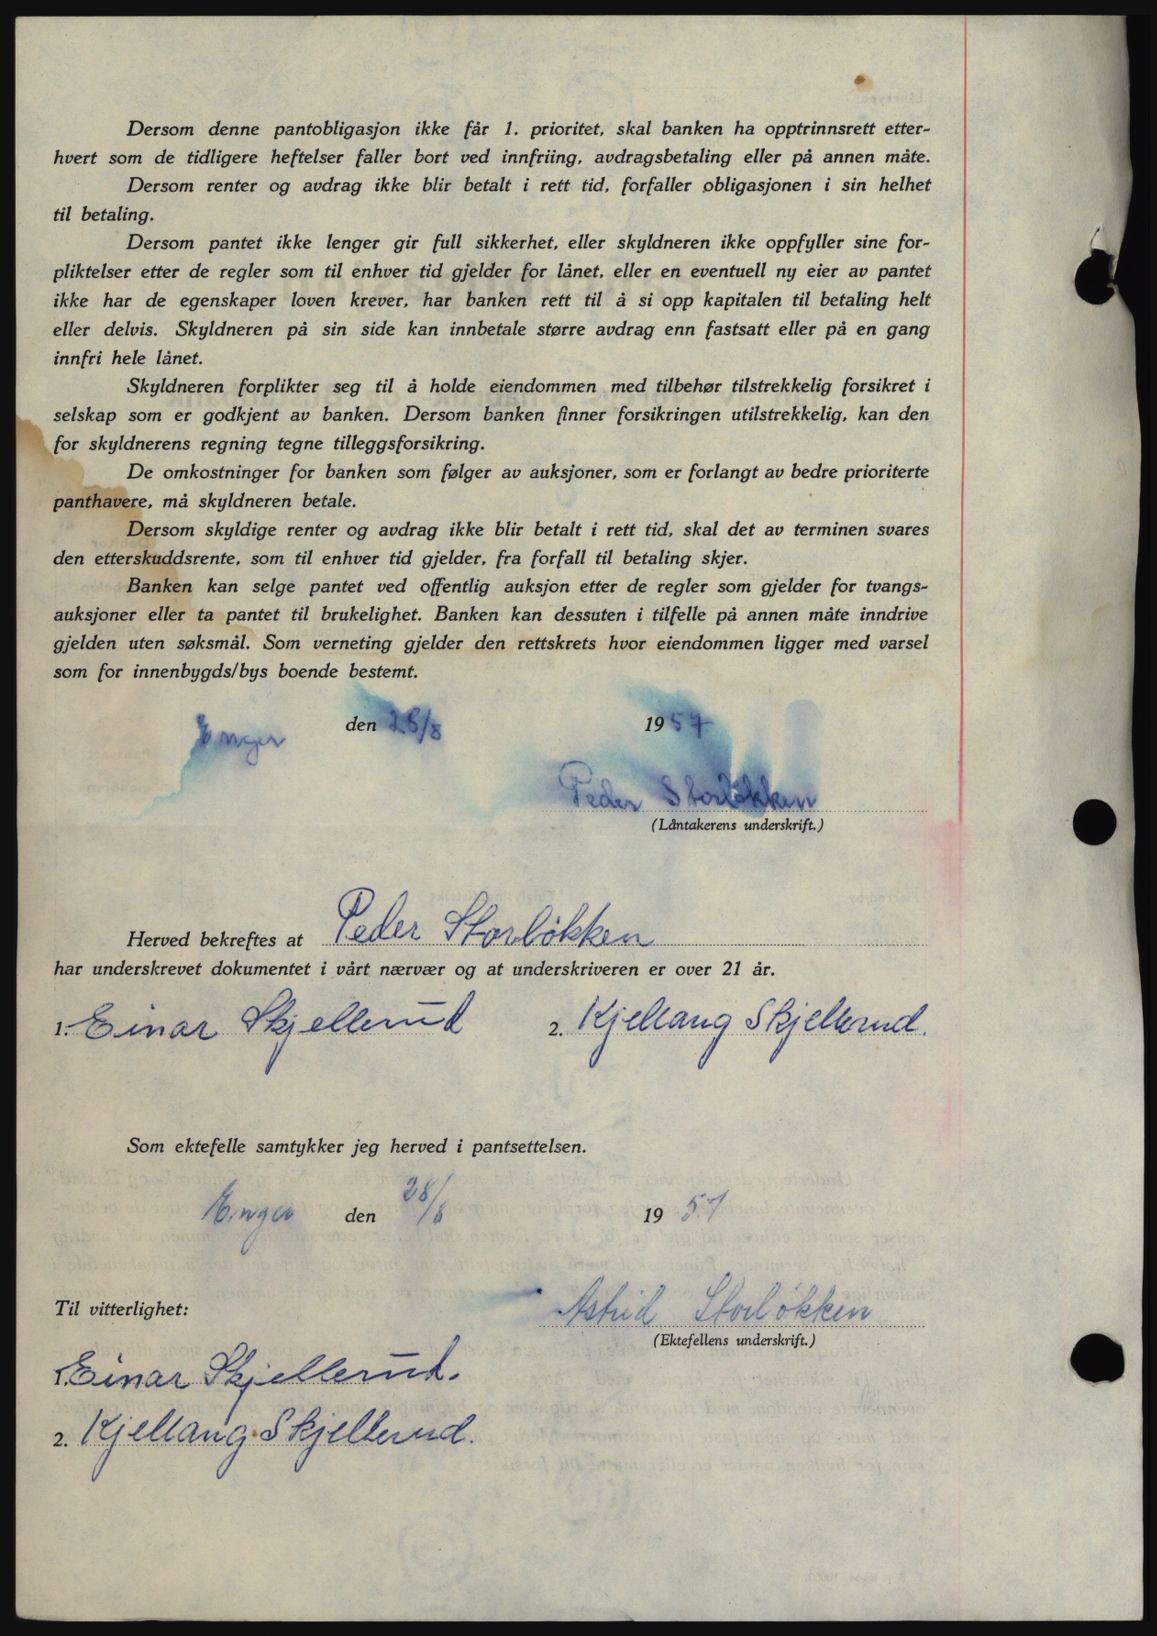 Dersom denne pantobligasjon ikke får 1. prioritet, skal banken ha opptrinnsrett etter-
hvert som de tidligere heftelser faller bort ved innfriing, avdragsbetaling eller på annen måte.
Dersom renter og avdrag ikke blir betalt i rett tid, forfaller obligasjonen i sin helhet
til betaling.
Dersom pantet ikke lenger gir full sikkerhet, eller skyldneren ikke oppfyller sine for-
pliktelser etter de regler som til enhver tid gjelder for lånet, eller en eventuell ny eier av pantet
ikke har de egenskaper loven krever, har banken rett til å si opp kapitalen til betaling helt
eller delvis. Skyldneren på sin side kan innbetale større avdrag enn fastsatt eller på en gang
innfri hele lånet.
Skyldneren forplikter seg til å holde eiendommen med tilbehør tilstrekkelig forsikret i
selskap som er godkjent av banken. Dersom banken finner forsikringen utilstrekkelig, kan den
for skyldnerens regning tegne tilleggsforsikring.
De omkostninger for banken som følger av auksjoner, som er forlangt av bedre prioriterte
panthavere, må skyldneren betale.
Dersom skyldige renter og avdrag ikke blir betalt i rett tid, skal det av terminen svares
den etterskuddsrente, som til enhver tid gjelder, fra forfall til betaling skjer.
Banken kan selge pantet ved offentlig auksjon etter de regler som gjelder for tvangs-
auksjoner eller ta pantet til brukelighet. Banken kan dessuten i tilfelle på annen måte inndrive
gjelden uten søksmål. Som verneting gjelder den rettskrets hvor eiendommen ligger med varsel
som for innenbygds/bys boende bestemt.
Enger den 28/8 1957
Peder Storløkken
(Låntakerens underskrift.)
Herved bekreftes at Peder Storløkken
har underskrevet dokumentet i vårt nærvær og at underskriveren er over 21 år.
1. Einar Skjellerud 2. Kjellaug Skjellerud.
Som ektefelle samtykker jeg herved i pantsettelsen.
Enger den 28/8 1957
Til vitterlighet: Astrid Storløkken
(Ektefellens underskrift.)
1. Einar Skjellerud.
2. Kjellaug Skjellerud.